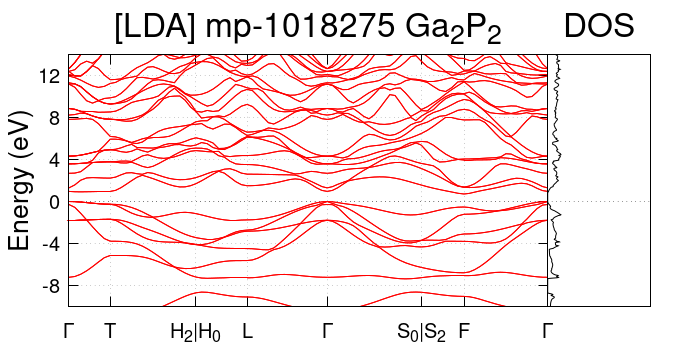 [LDA] mp-1018275 Ga₂P₂ DOS
Energy (eV)
12
8
4
0
-4
-8
Γ T H₂|H₀ L Γ S₀|S₂ F Γ